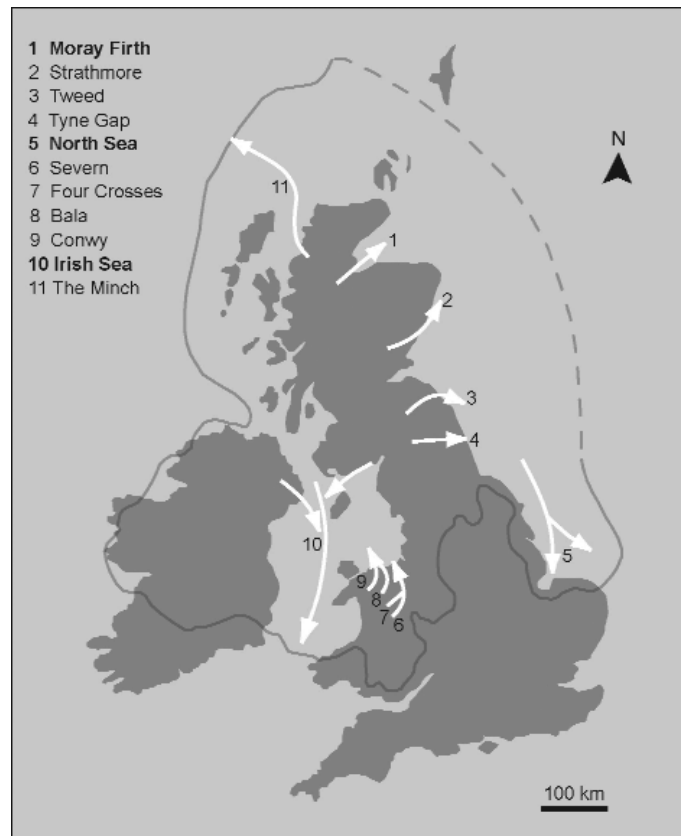 1 Moray Firth
2 Strathmore
3 Tweed
4 Tyne Gap
5 North Sea
6 Severn
7 Four Crosses
8 Bala
9 Conwy
10 Irish Sea
11 The Minch
N
11
1
2
3
4
10
5
9
8
7
6
100 km